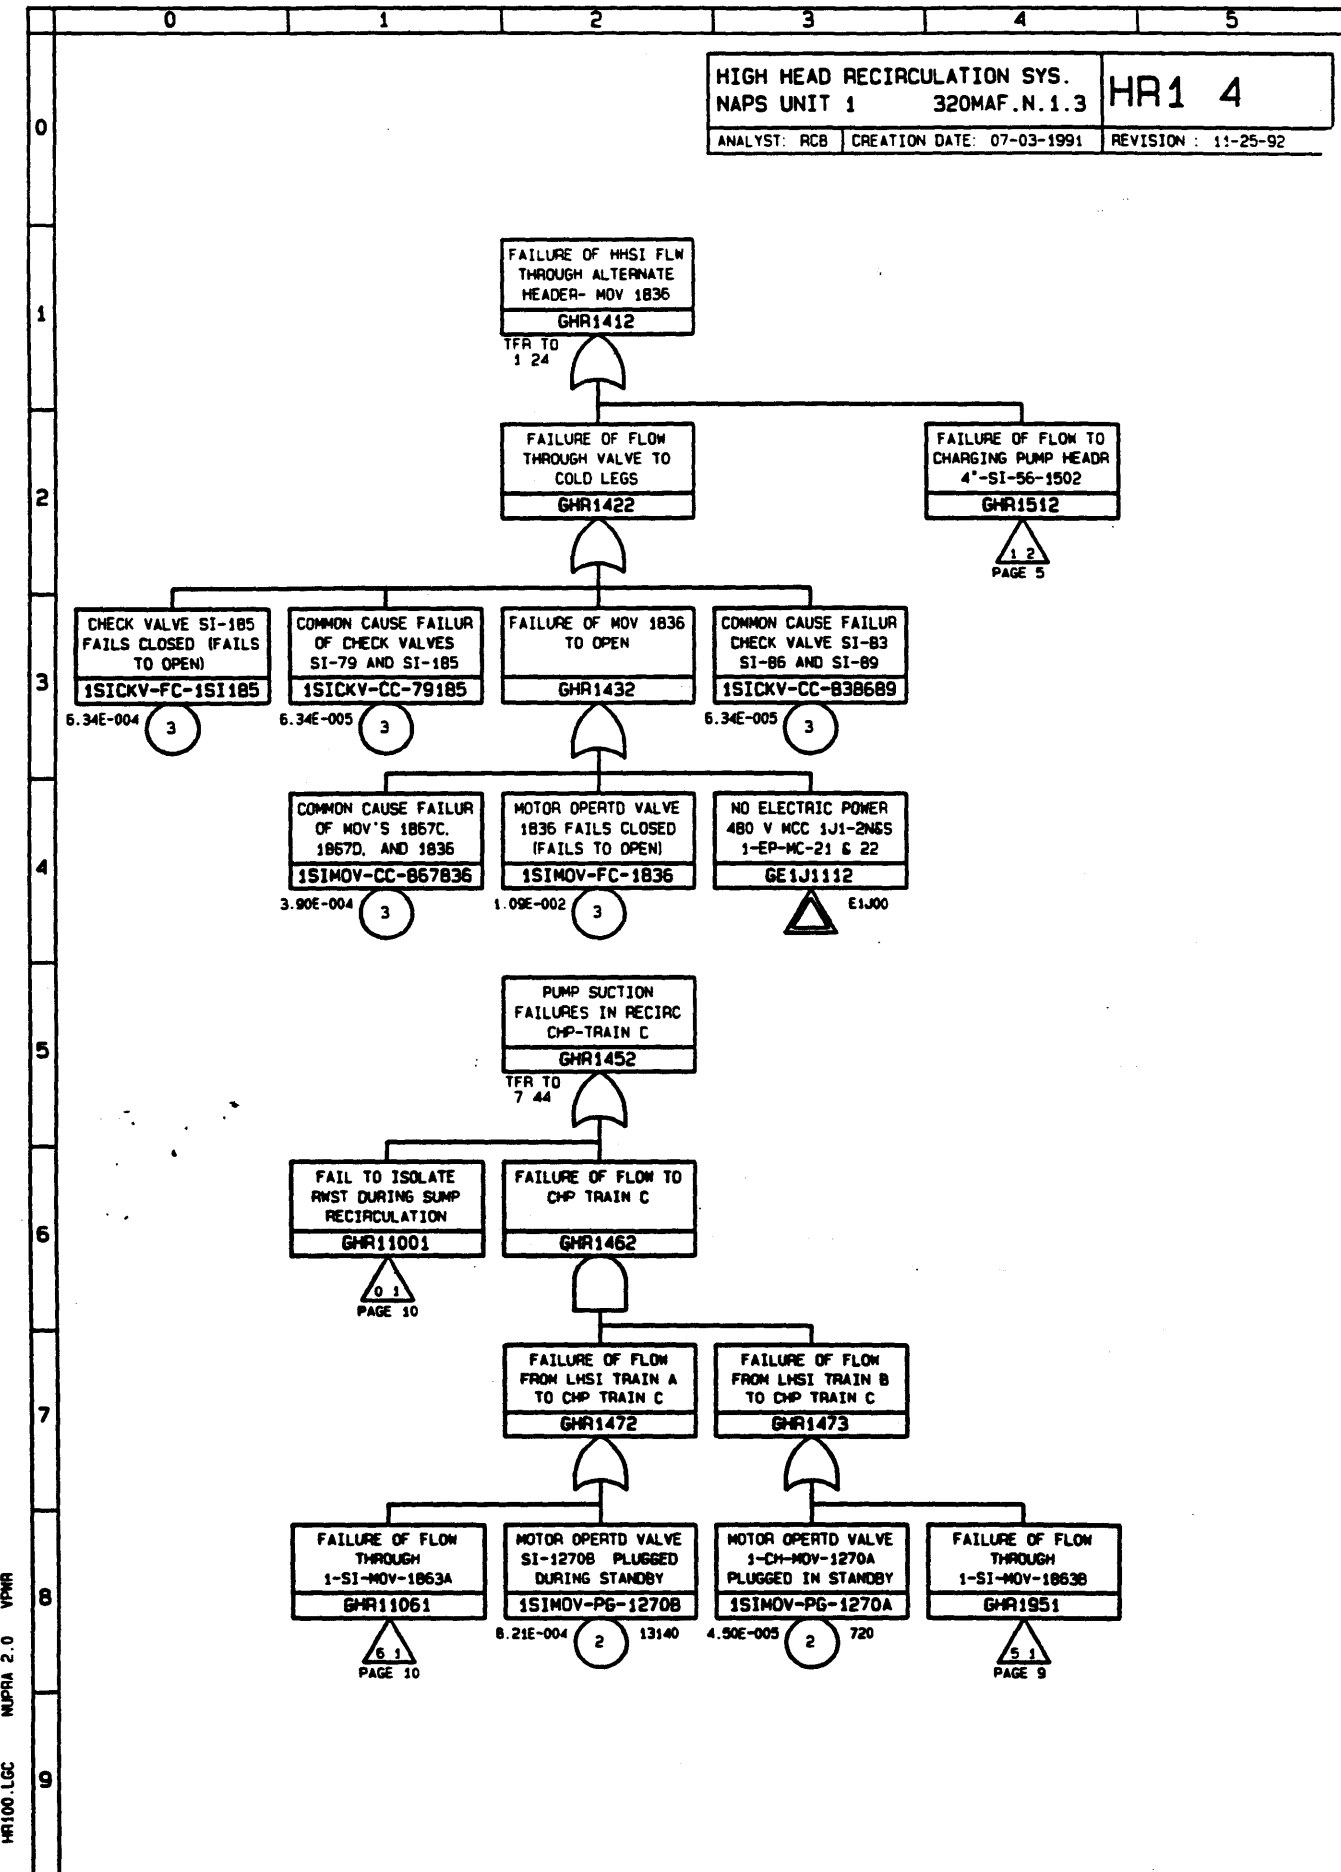 0 1 2 3 4 5
HIGH HEAD RECIRCULATION SYS.
NAPS UNIT 1 320MAF.N.1.3
HR1 4
ANALYST: RCB CREATION DATE: 07-03-1991 REVISION : 11-25-92
0
FAILURE OF HHSI FLW
THROUGH ALTERNATE
HEADER- MOV 1836
GHR1412
TFR TO
1 24
1
FAILURE OF FLOW
THROUGH VALVE TO
COLD LEGS
GHR1422
FAILURE OF FLOW TO
CHARGING PUMP HEADR
4"-SI-56-1502
GHR1512
1 2
PAGE 5
2
CHECK VALVE SI-185
FAILS CLOSED (FAILS
TO OPEN)
1SICKV-FC-1SI185
6.34E-004
3
COMMON CAUSE FAILUR
OF CHECK VALVES
SI-79 AND SI-185
1SICKV-CC-79185
6.34E-005
3
FAILURE OF MOV 1836
TO OPEN
GHR1432
COMMON CAUSE FAILUR
CHECK VALVE SI-83
SI-86 AND SI-89
1SICKV-CC-838689
6.34E-005
3
3
COMMON CAUSE FAILUR
OF MOV'S 1867C,
1867D, AND 1836
1SIMOV-CC-867836
3.90E-004
3
MOTOR OPERTD VALVE
1836 FAILS CLOSED
(FAILS TO OPEN)
1SIMOV-FC-1836
1.09E-002
3
NO ELECTRIC POWER
480 V MCC 1J1-2N&S
1-EP-MC-21 & 22
GE1J1112
E1J00
4
PUMP SUCTION
FAILURES IN RECIRC
CHP-TRAIN C
GHR1452
TFR TO
7 44
5
FAIL TO ISOLATE
RWST DURING SUMP
RECIRCULATION
GHR11001
0 1
PAGE 10
FAILURE OF FLOW TO
CHP TRAIN C
GHR1462
6
FAILURE OF FLOW
FROM LHSI TRAIN A
TO CHP TRAIN C
GHR1472
FAILURE OF FLOW
FROM LHSI TRAIN B
TO CHP TRAIN C
GHR1473
7
FAILURE OF FLOW
THROUGH
1-SI-MOV-1863A
GHR11061
6 1
PAGE 10
MOTOR OPERTD VALVE
SI-1270B PLUGGED
DURING STANDBY
1SIMOV-PG-1270B
8.21E-004
2
13140
MOTOR OPERTD VALVE
1-CH-MOV-1270A
PLUGGED IN STANDBY
1SIMOV-PG-1270A
4.50E-005
2
720
FAILURE OF FLOW
THROUGH
1-SI-MOV-1863B
GHR1951
5 1
PAGE 9
8
9
HR100.LGC NUPRA 2.0 VPWR